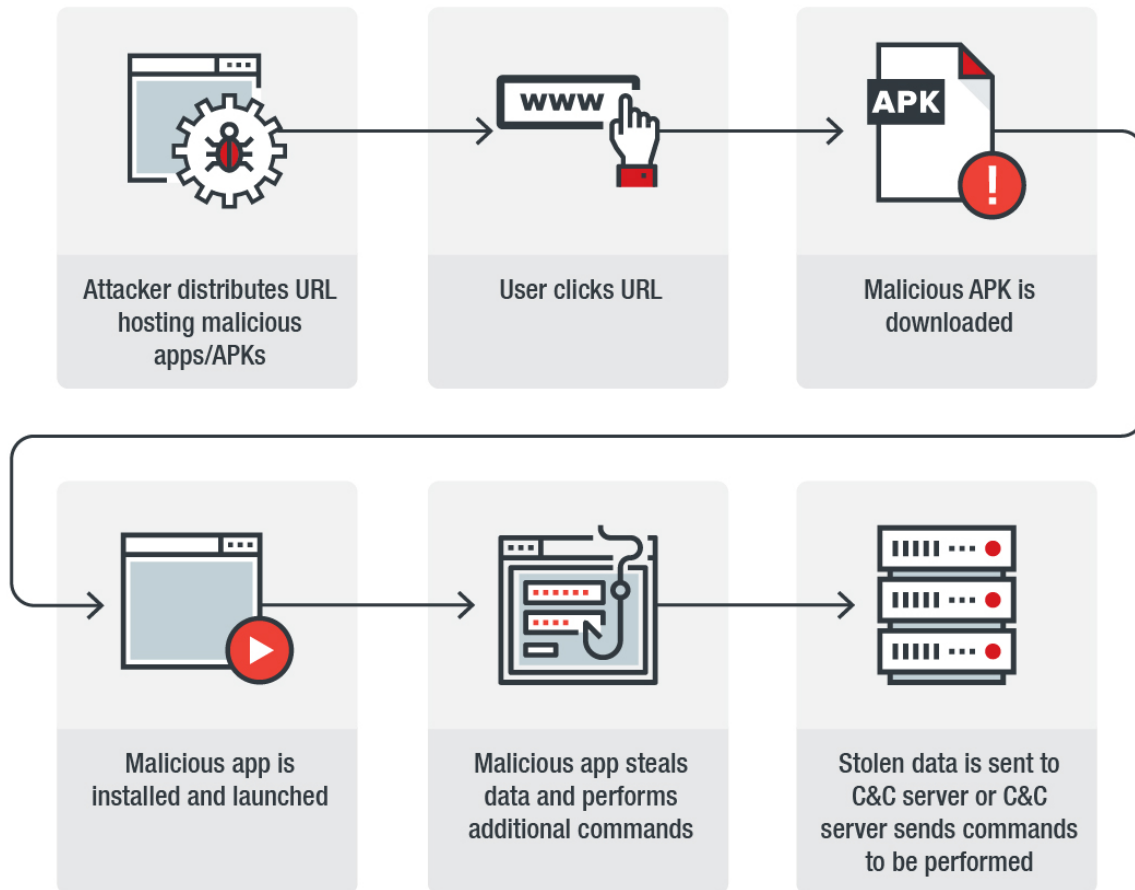 www
APK
!
Attacker distributes URL
hosting malicious
apps/APKs
User clicks URL
Malicious APK is
downloaded
Malicious app is
installed and launched
Malicious app steals
data and performs
additional commands
Stolen data is sent to
C&C server or C&C
server sends commands
to be performed